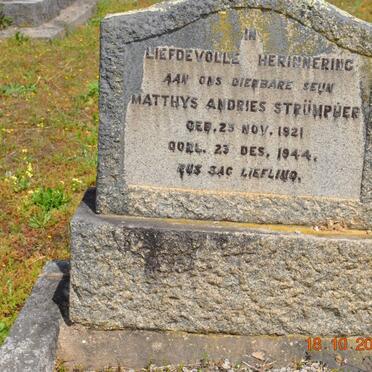 IN
LIEFDEVOLLE HERINNERING
AAN ONS DIERBARE SEUN
MATTHYS ANDRIES STRÜMPHER
GEB. 25 NOV. 1921
OORL. 23 DES. 1944.
RUS SAG LIEFLING.
18.10.20